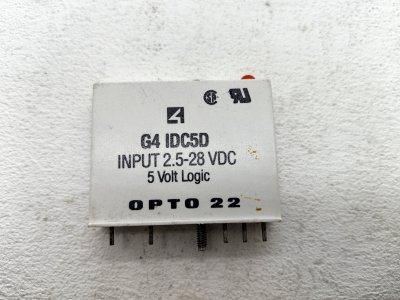 G4 IDC5D
INPUT 2.5-28 VDC
5 Volt Logic
OPTO 22